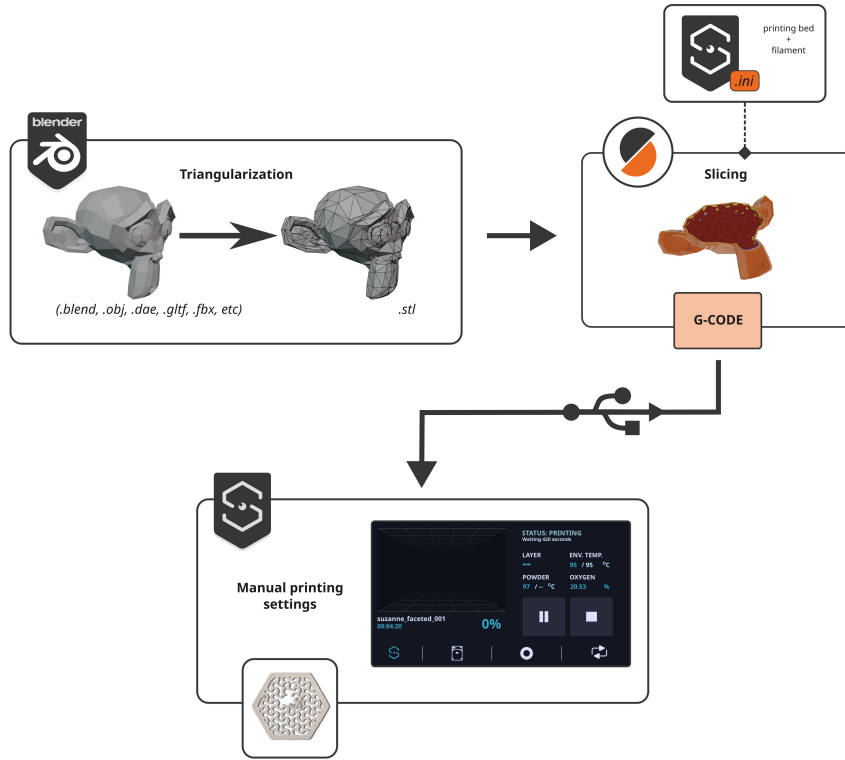 printing bed
+
filament
.ini
blender
Triangularization
Slicing
(.blend, .obj, .dae, .gltf, .fbx, etc)
.stl
G-CODE
Manual printing
settings
STATUS: PRINTING
Waiting 420 seconds
LAYER
ENV. TEMP.
--
95 / 95 ºC
POWDER
OXYGEN
97 / -- ºC
20.53 %
suzanne_faceted_001
00:04:20
0%